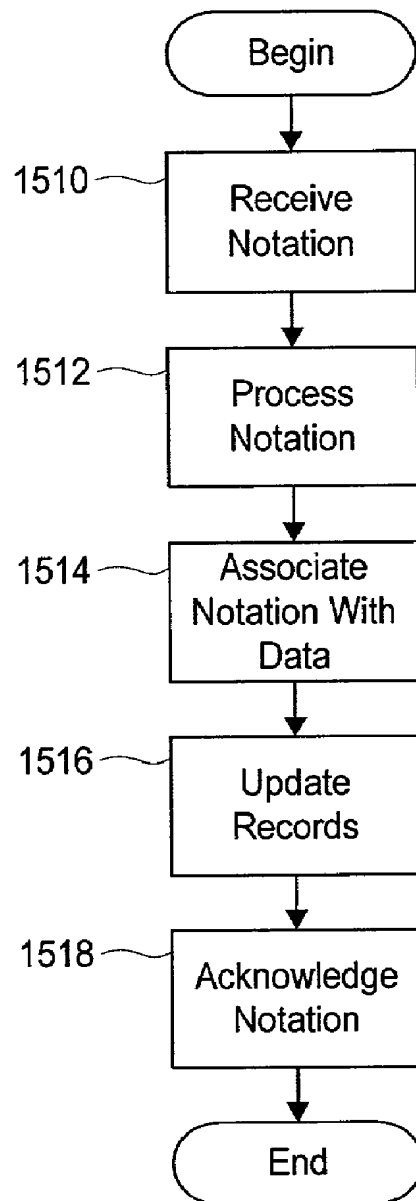 Begin
1510
Receive
Notation
1512
Process
Notation
1514
Associate
Notation With
Data
1516
Update
Records
1518
Acknowledge
Notation
End